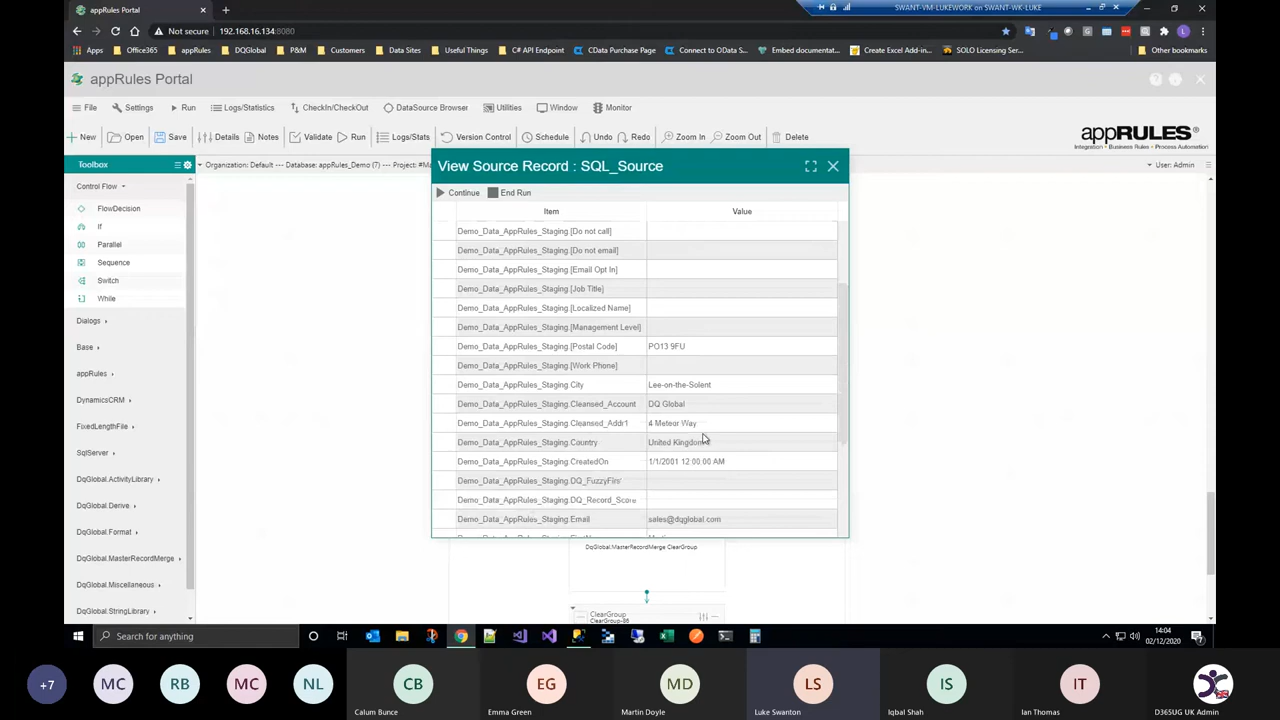 appRules Portal
SWANT-VM-LUKEWORK on SWANT-WK-LUKE
Not secure 192.168.16.134:8080
Apps Office365 appRules DQGlobal P&M Customers Data Sites Useful Things C# API Endpoint CData Purchase Page Connect to OData S... Embed documentat... Create Excel Add-in... SOLO Licensing Ser... Other bookmarks
appRules Portal
File Settings Run Logs/Statistics CheckIn/CheckOut DataSource Browser Utilities Window Monitor
New Open Save Details Notes Validate Run Logs/Stats Version Control Schedule Undo Redo Zoom In Zoom Out Delete
appRULES
Integration • Business Rules • Process Automation
Toolbox
Organization: Default --- Database: appRules_Demo (7) --- Project: #Ma
User: Admin
Control Flow
FlowDecision
If
Parallel
Sequence
Switch
While
Dialogs
Base
appRules
DynamicsCRM
FixedLengthFile
SqlServer
DqGlobal.ActivityLibrary
DqGlobal.Derive
DqGlobal.Format
DqGlobal.MasterRecordMerge
DqGlobal.Miscellaneous
DqGlobal.StringLibrary
View Source Record : SQL_Source
Continue End Run
Item Value
Demo_Data_AppRules_Staging.[Do not call]
Demo_Data_AppRules_Staging.[Do not email]
Demo_Data_AppRules_Staging.[Email Opt In]
Demo_Data_AppRules_Staging.[Job Title]
Demo_Data_AppRules_Staging.[Localized Name]
Demo_Data_AppRules_Staging.[Management Level]
Demo_Data_AppRules_Staging.[Postal Code] PO13 9FU
Demo_Data_AppRules_Staging.[Work Phone]
Demo_Data_AppRules_Staging.City Lee-on-the-Solent
Demo_Data_AppRules_Staging.Cleansed_Account DQ Global
Demo_Data_AppRules_Staging.Cleansed_Addr1 4 Meteor Way
Demo_Data_AppRules_Staging.Country United Kingdom
Demo_Data_AppRules_Staging.CreatedOn 1/1/2001 12:00:00 AM
Demo_Data_AppRules_Staging.DQ_FuzzyFirst
Demo_Data_AppRules_Staging.DQ_Record_Score
Demo_Data_AppRules_Staging.Email sales@dqglobal.com
DqGlobal.MasterRecordMerge ClearGroup
ClearGroup
ClearGroup-86
Search for anything
14:04
02/12/2020
+7 MC RB MC NL CB EG MD LS IS IT
Calum Bunce Emma Green Martin Doyle Luke Swanton Iqbal Shah Ian Thomas D365UG UK Admin